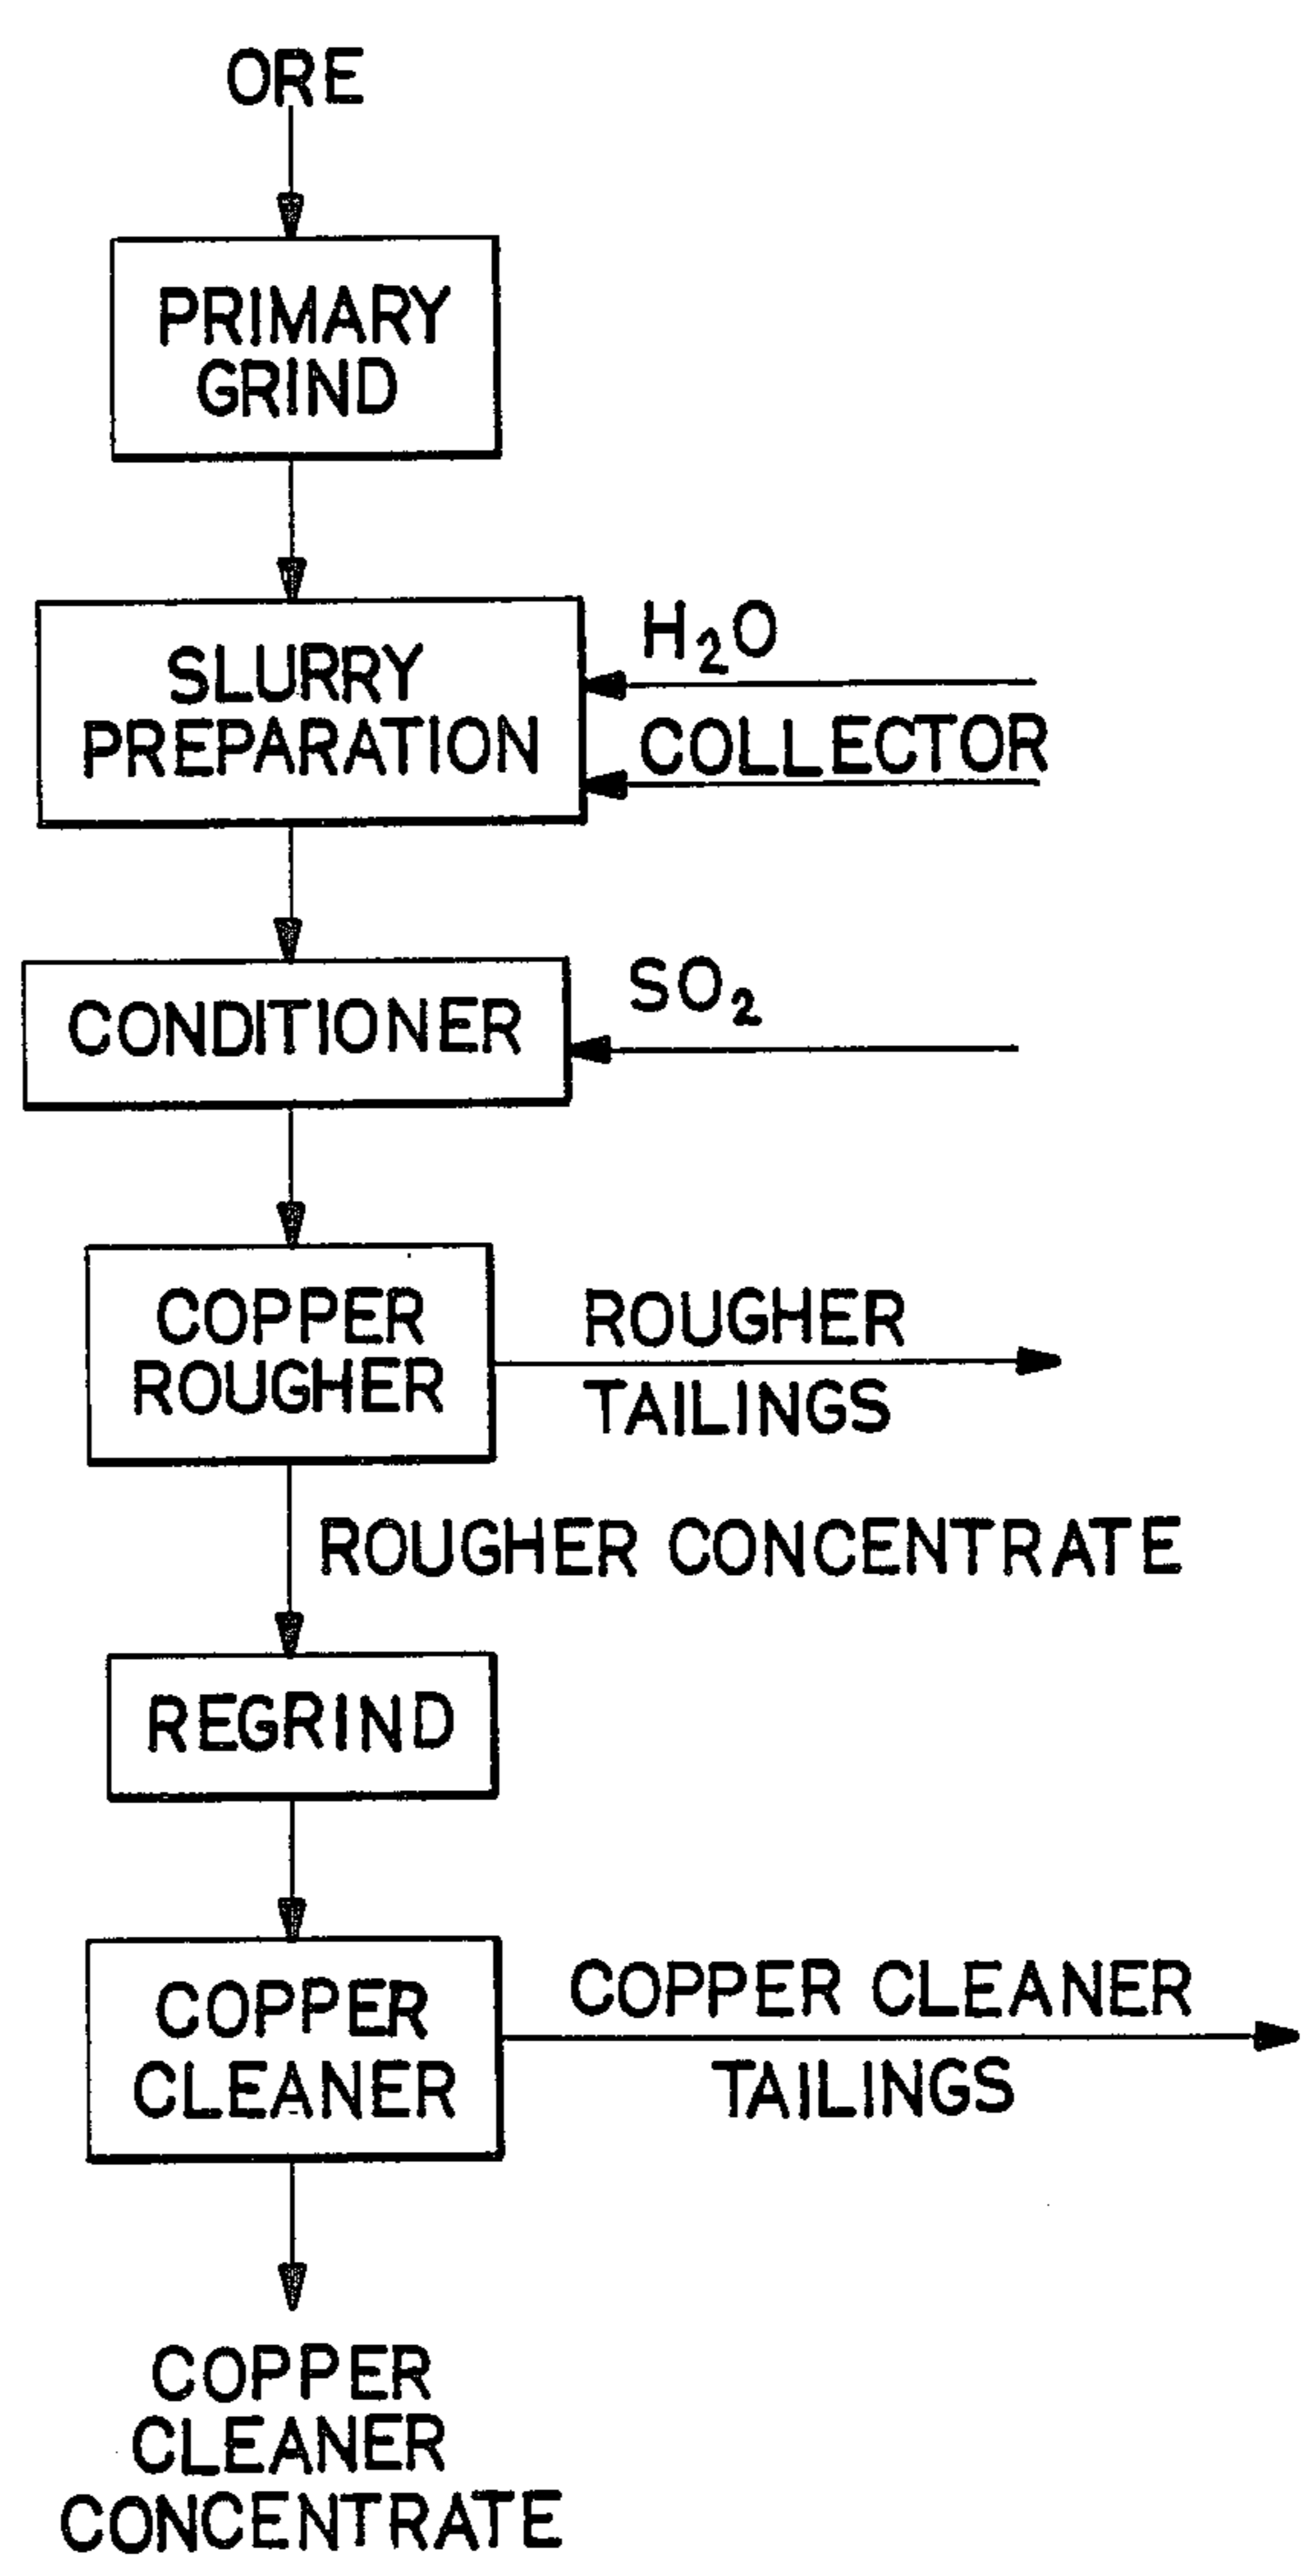 ORE
PRIMARY
GRIND
SLURRY
PREPARATION
H₂O
COLLECTOR
CONDITIONER
SO₂
COPPER
ROUGHER
ROUGHER
TAILINGS
ROUGHER CONCENTRATE
REGRIND
COPPER
CLEANER
COPPER CLEANER
TAILINGS
COPPER
CLEANER
CONCENTRATE